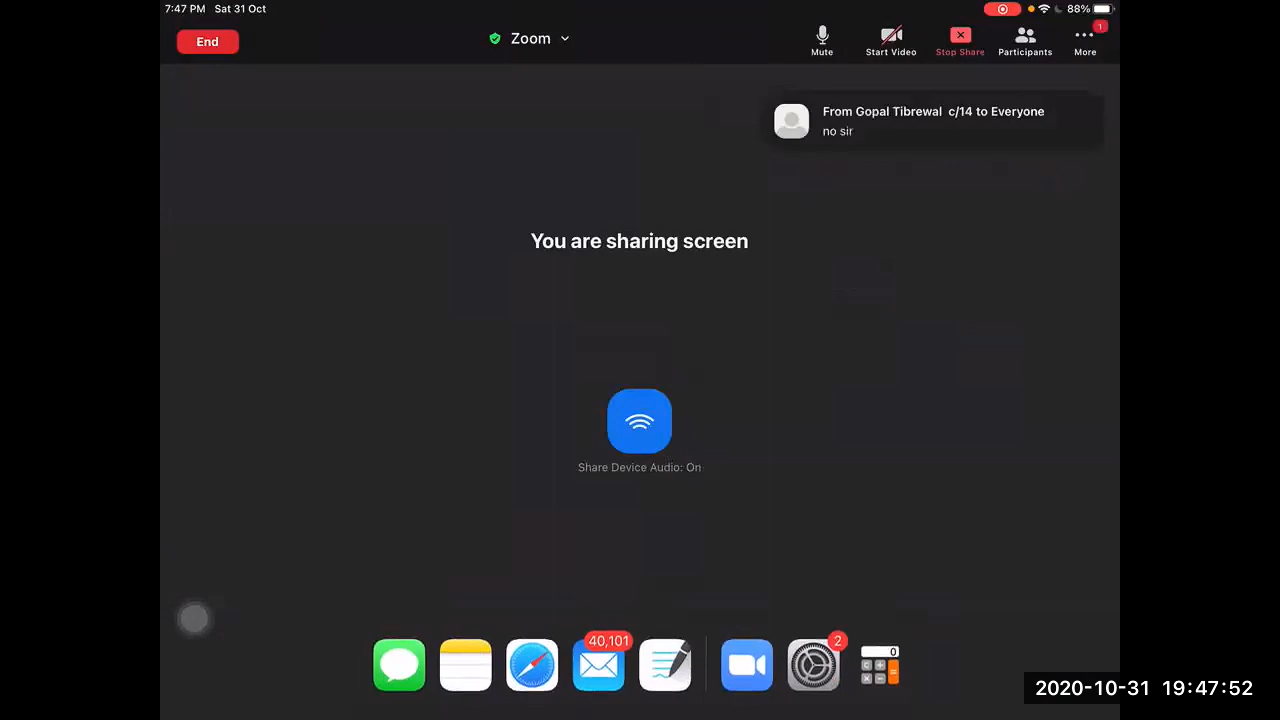 7:47 PM Sat 31 Oct
88%
End
Zoom
Mute
Start Video
Stop Share
Participants
More
1
From Gopal Tibrewal c/14 to Everyone
no sir
You are sharing screen
Share Device Audio: On
40,101
2
0
2020-10-31 19:47:52